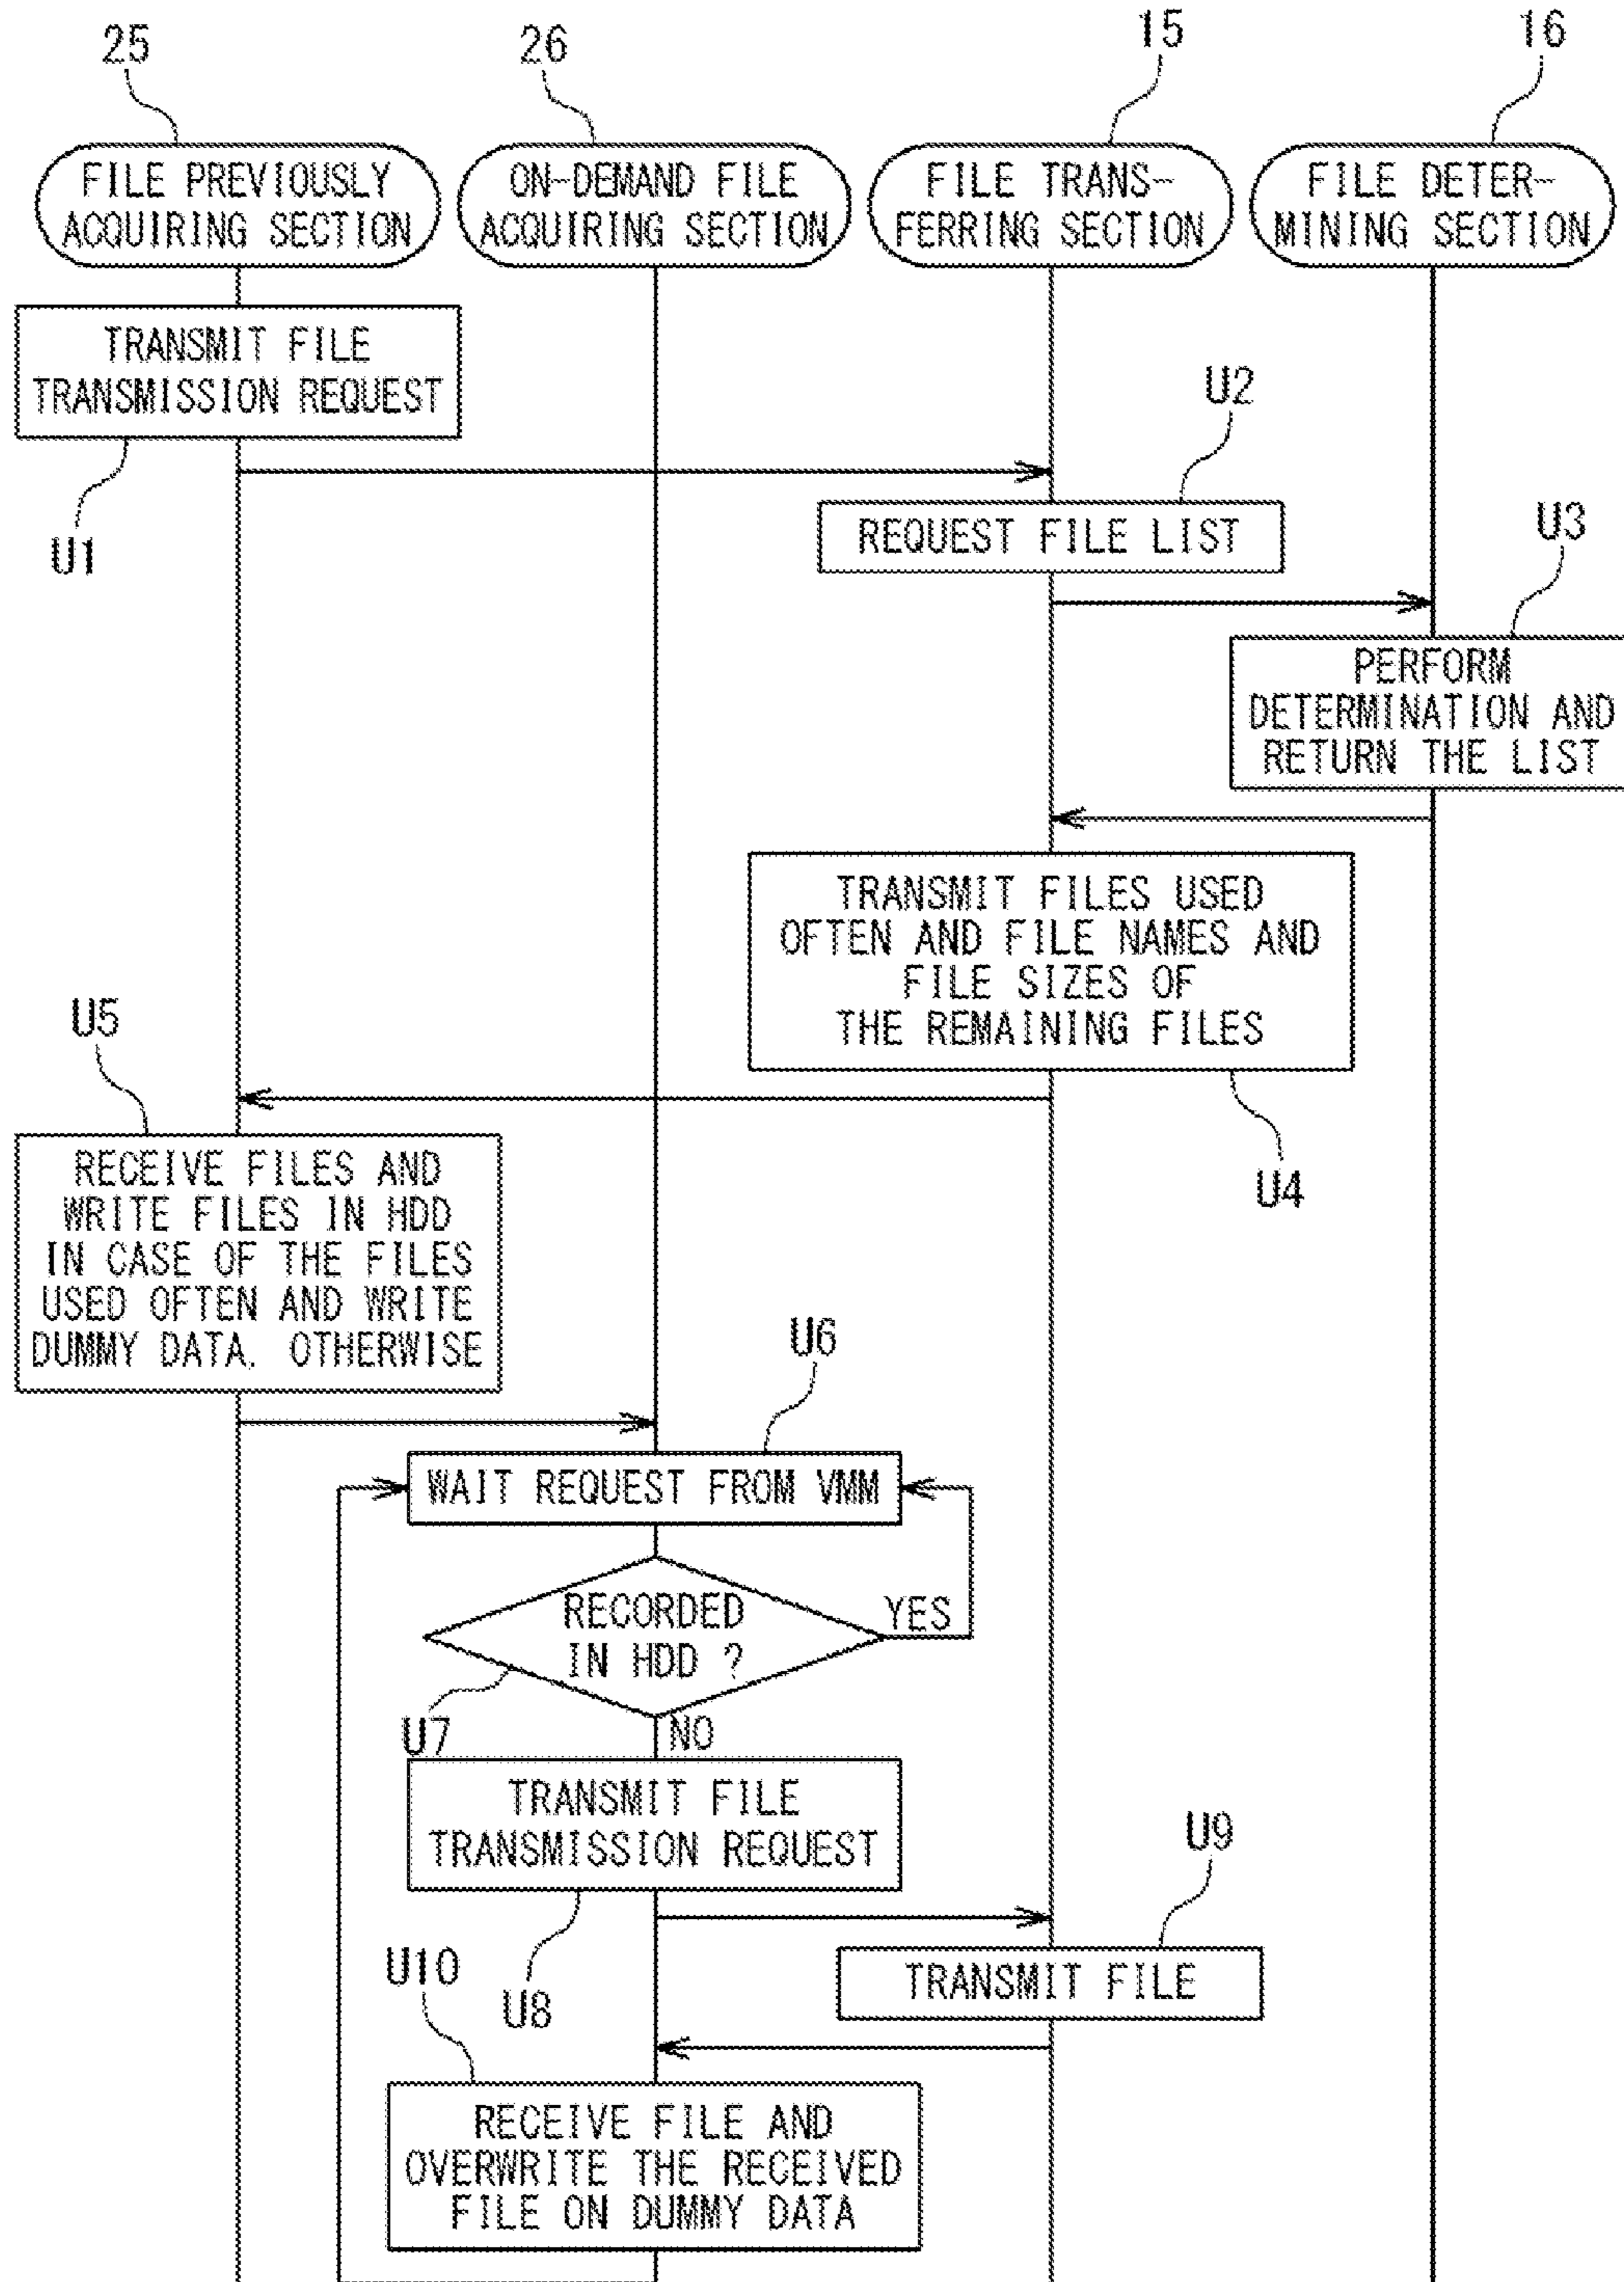 25
26
15
16
FILE PREVIOUSLY
ACQUIRING SECTION
ON-DEMAND FILE
ACQUIRING SECTION
FILE TRANS-
FERRING SECTION
FILE DETER-
MINING SECTION
TRANSMIT FILE
TRANSMISSION REQUEST
U1
U2
REQUEST FILE LIST
U3
PERFORM
DETERMINATION AND
RETURN THE LIST
TRANSMIT FILES USED
OFTEN AND FILE NAMES AND
FILE SIZES OF
THE REMAINING FILES
U4
U5
RECEIVE FILES AND
WRITE FILES IN HDD
IN CASE OF THE FILES
USED OFTEN AND WRITE
DUMMY DATA, OTHERWISE
U6
WAIT REQUEST FROM VMM
RECORDED
IN HDD ?
YES
U7
NO
TRANSMIT FILE
TRANSMISSION REQUEST
U8
U9
TRANSMIT FILE
U10
RECEIVE FILE AND
OVERWRITE THE RECEIVED
FILE ON DUMMY DATA